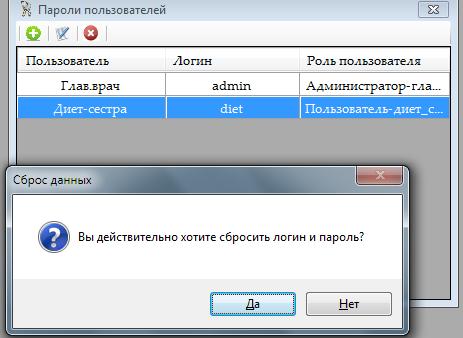 Пароли пользователей
Пользователь Логин Роль пользователя
Глав.врач admin Администратор-гла...
Диет-сестра diet Пользователь-диет_с...
Сброс данных
Вы действительно хотите сбросить логин и пароль?
Да Нет